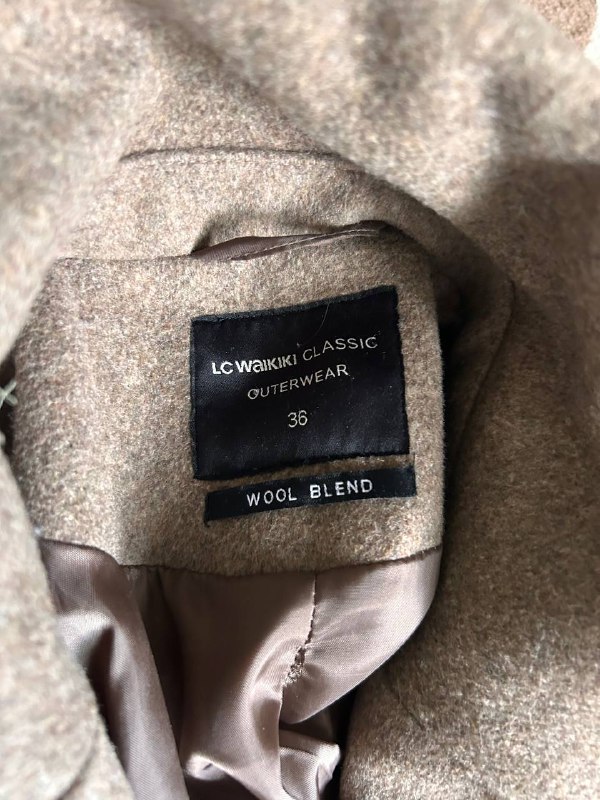 LC WAIKIKI CLASSIC
OUTERWEAR
36
WOOL BLEND